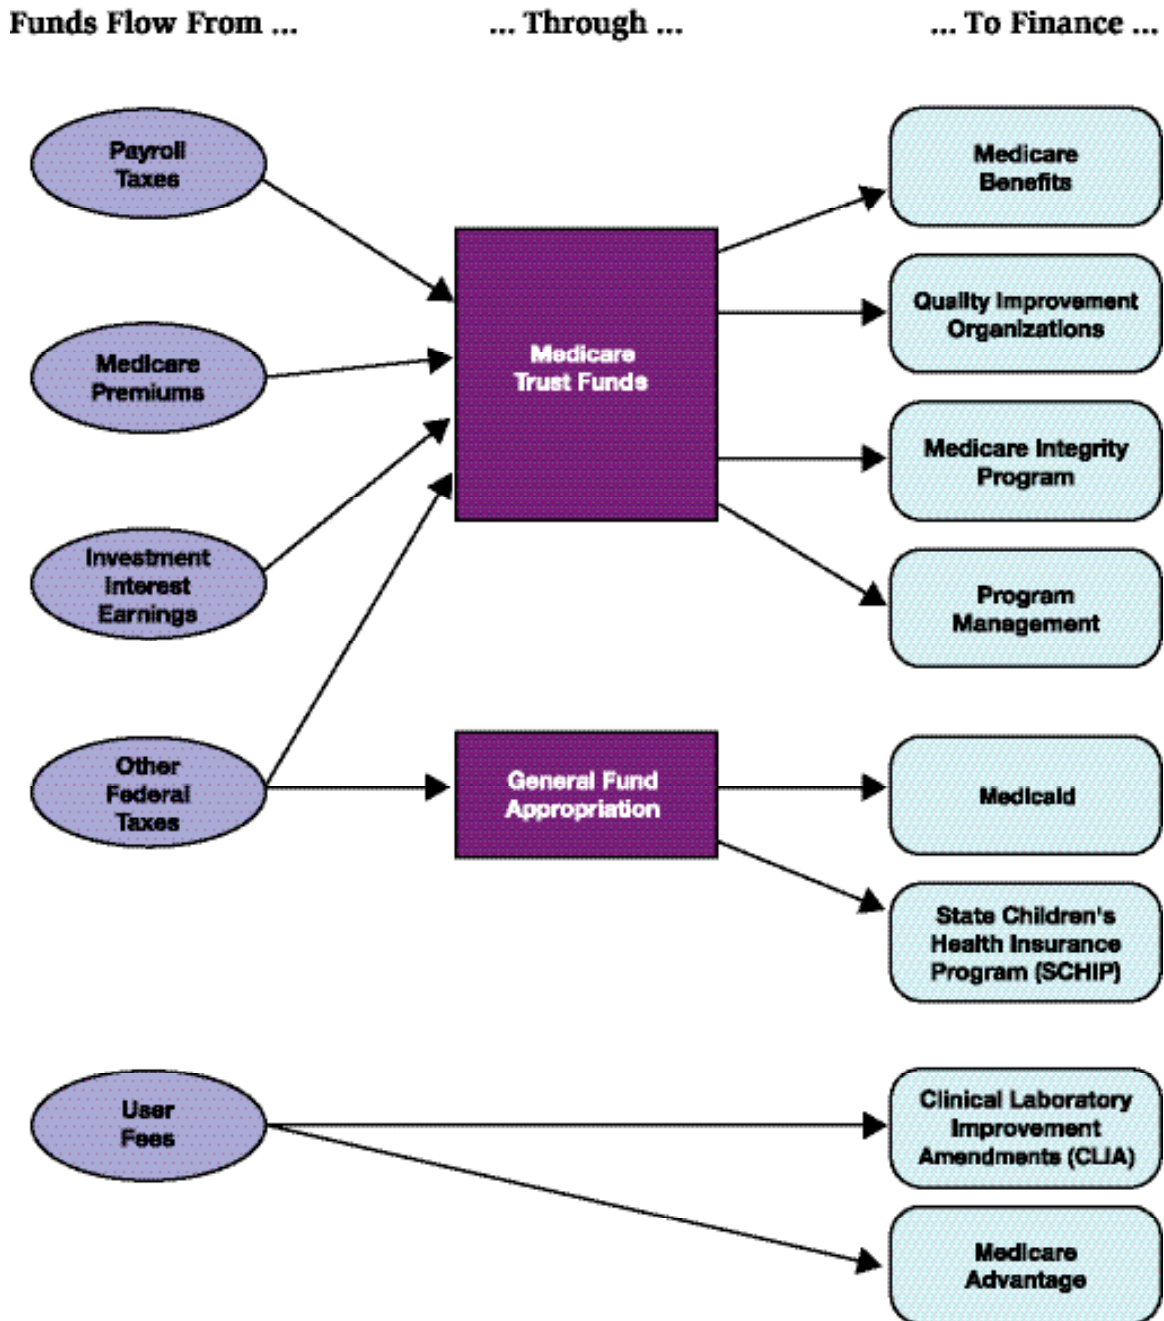 Funds Flow From ...
... Through ...
... To Finance ...
Payroll
Taxes
Medicare
Premiums
Investment
Interest
Earnings
Other
Federal
Taxes
User
Fees
Medicare
Trust Funds
General Fund
Appropriation
Medicare
Benefits
Quality Improvement
Organizations
Medicare Integrity
Program
Program
Management
Medicaid
State Children's
Health Insurance
Program (SCHIP)
Clinical Laboratory
Improvement
Amendments (CLIA)
Medicare
Advantage